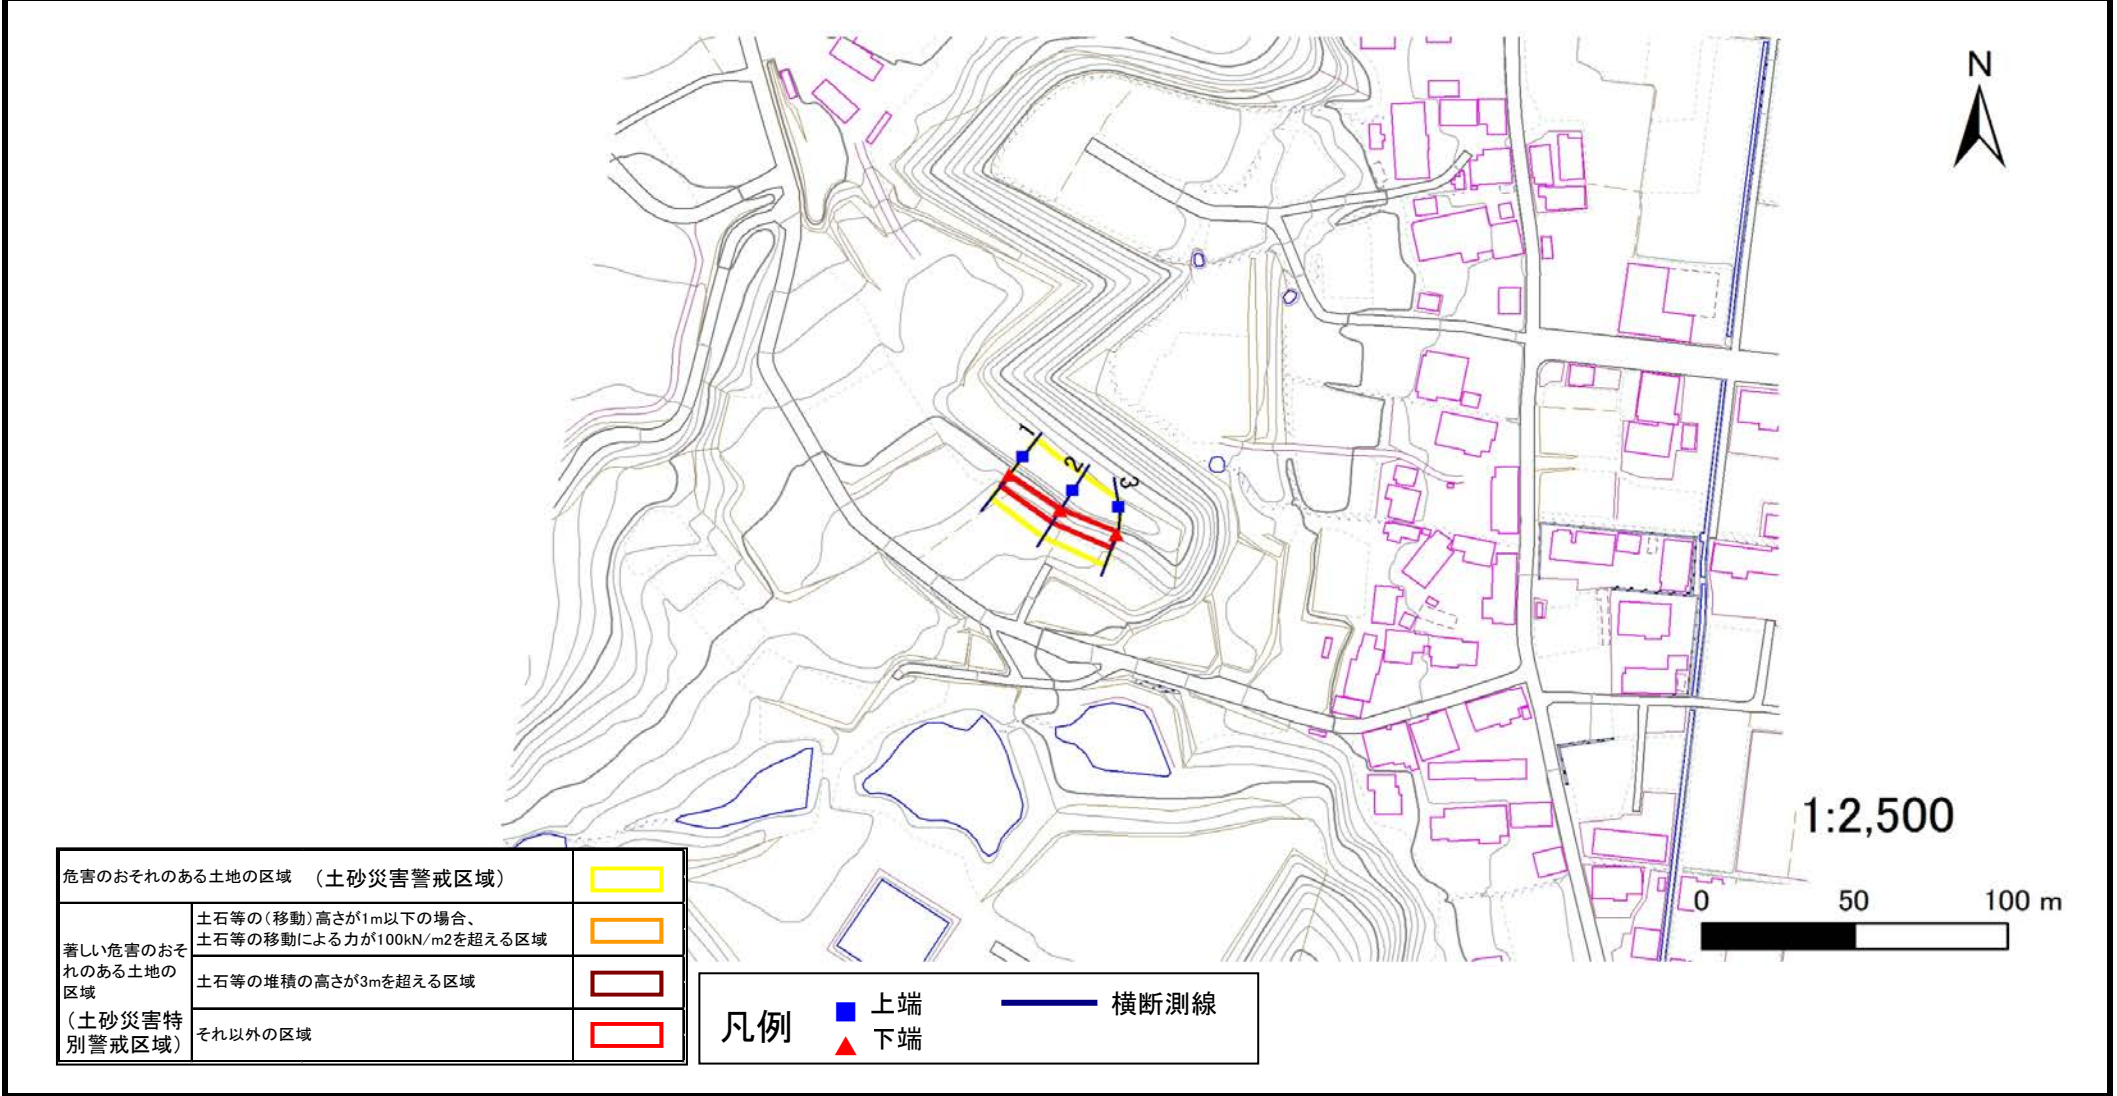 N
1
2
3
1:2,500
0 50 100 m
危害のおそれのある土地の区域 （土砂災害警戒区域）
著しい危害のおそ
れのある土地の
区域
（土砂災害特
別警戒区域）
土石等の（移動）高さが1m以下の場合、
土石等の移動による力が100kN/m2を超える区域
土石等の堆積の高さが3mを超える区域
それ以外の区域
凡例
上端
下端
横断測線